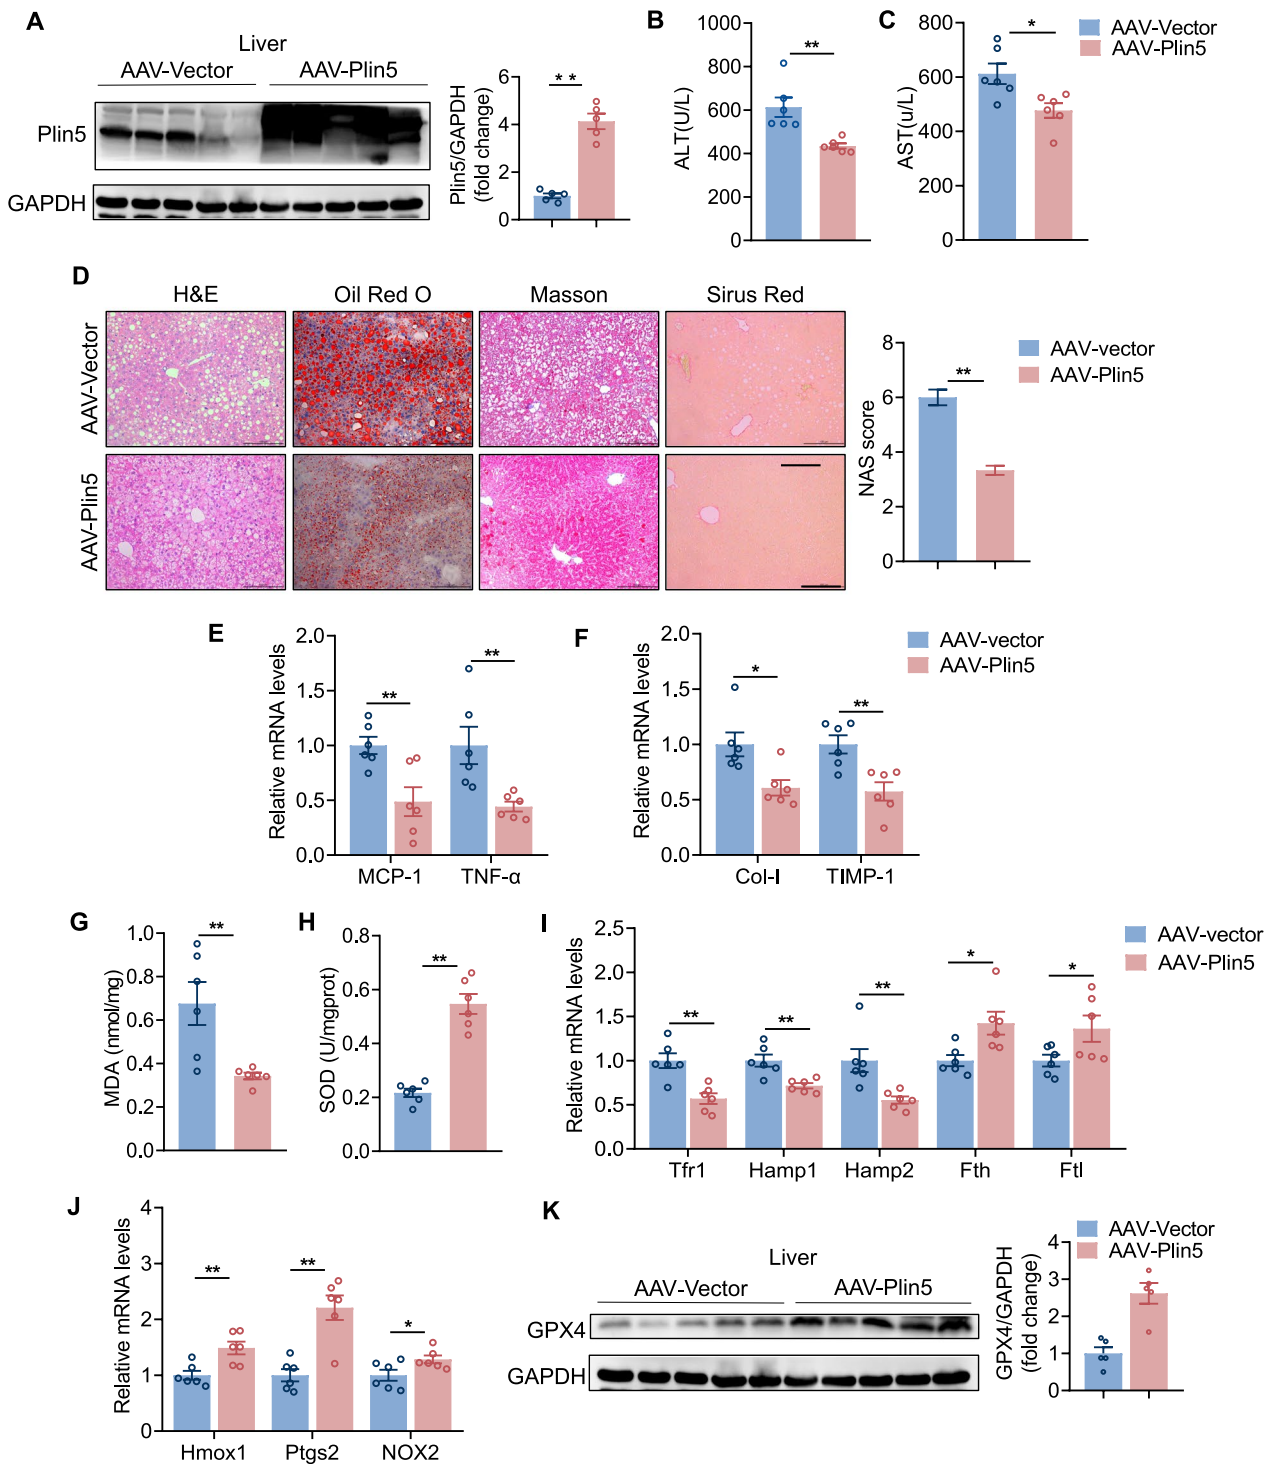 A
Liver
AAV-Vector
AAV-Plin5
Plin5
GAPDH
Plin5/GAPDH
(fold change)
6
4
2
0
**
B
ALT(U/L)
1000
800
600
400
200
0
**
C
AST(u/L)
800
600
400
200
0
*
AAV-Vector
AAV-Plin5
D
H&E
Oil Red O
Masson
Sirus Red
AAV-Vector
AAV-Plin5
NAS score
8
6
4
2
0
**
AAV-vector
AAV-Plin5
E
Relative mRNA levels
2.0
1.5
1.0
0.5
0.0
**
**
MCP-1
TNF-α
F
Relative mRNA levels
2.0
1.5
1.0
0.5
0.0
*
**
Col-I
TIMP-1
AAV-vector
AAV-Plin5
G
MDA (nmol/mg)
1.0
0.8
0.6
0.4
0.2
0.0
**
H
SOD (U/mgprot)
0.8
0.6
0.4
0.2
0.0
**
I
Relative mRNA levels
2.5
2.0
1.5
1.0
0.5
0.0
**
**
**
*
*
Tfr1
Hamp1
Hamp2
Fth
Ftl
AAV-vector
AAV-Plin5
J
Relative mRNA levels
4
3
2
1
0
**
**
*
Hmox1
Ptgs2
NOX2
K
Liver
AAV-Vector
AAV-Plin5
GPX4
GAPDH
GPX4/GAPDH
(fold change)
4
3
2
1
0
AAV-Vector
AAV-Plin5